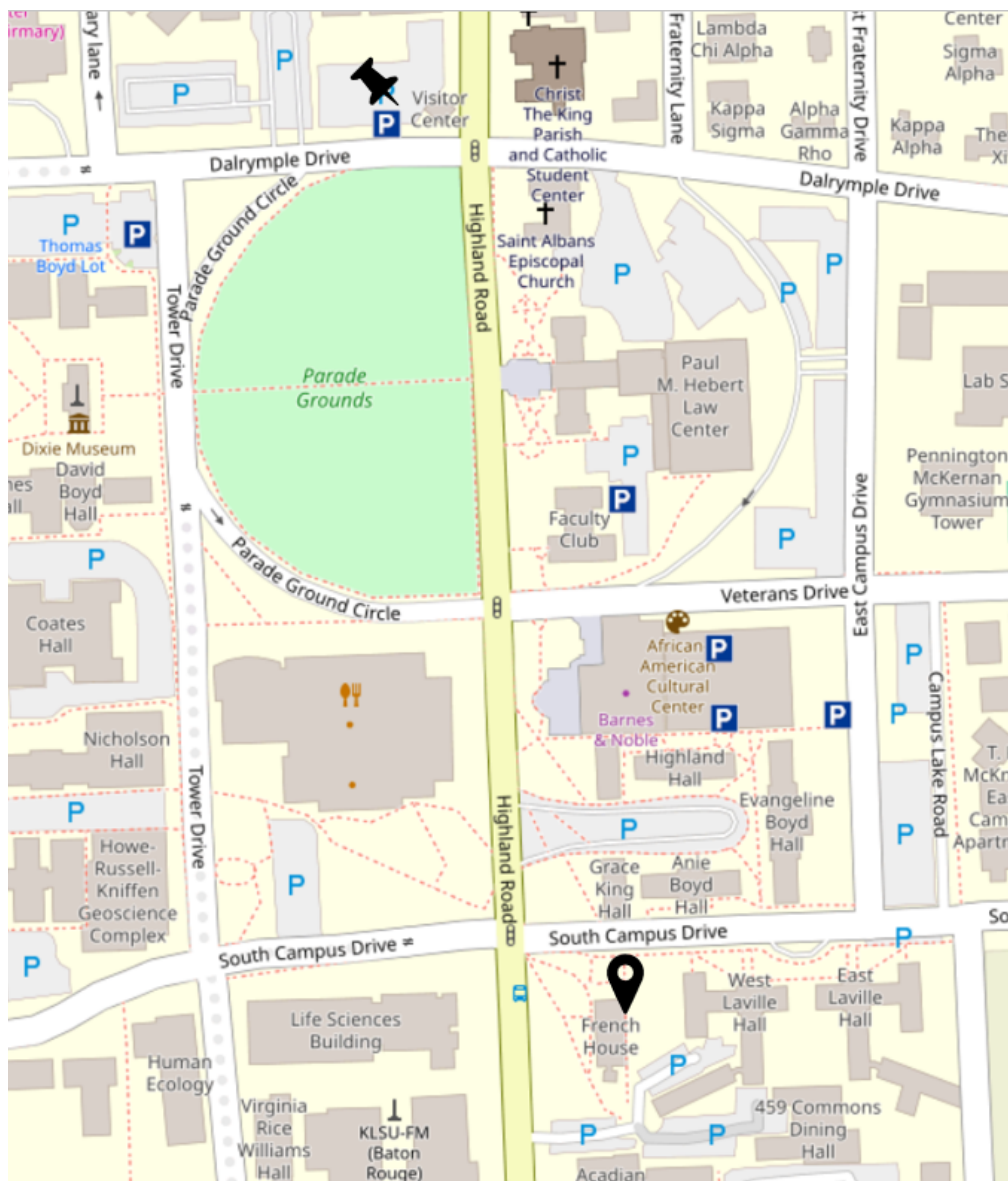 ary lane
Visitor
Center
Christ
The King
Parish
and Catholic
Student
Center
Fraternity Lane
Lambda
Chi Alpha
Center
Sigma
Alpha
Kappa
Sigma
Alpha
Gamma
Rho
Kappa
Alpha
The
Xi
Dalrymple Drive
Dalrymple Drive
Parade Ground Circle
Highland Road
Thomas
Boyd Lot
Tower Drive
Saint Albans
Episcopal
Church
Parade
Grounds
Paul
M. Hebert
Law
Center
Lab S
Dixie Museum
David
Boyd
Hall
Faculty
Club
Pennington
McKernan
Gymnasium
Tower
East Campus Drive
Parade Ground Circle
Veterans Drive
Coates
Hall
African
American
Cultural
Center
Barnes
& Noble
Campus Lake Road
Nicholson
Hall
Highland
Hall
Evangeline
Boyd
Hall
Tower Drive
Highland Road
Howe-
Russell-
Kniffen
Geoscience
Complex
Grace
King
Hall
Anie
Boyd
Hall
South Campus Drive
South Campus Drive
So
French
House
West
Laville
Hall
East
Laville
Hall
Life Sciences
Building
Human
Ecology
Virginia
Rice
Williams
Hall
KLSU-FM
(Baton
Rouge)
459 Commons
Dining
Hall
Acadian